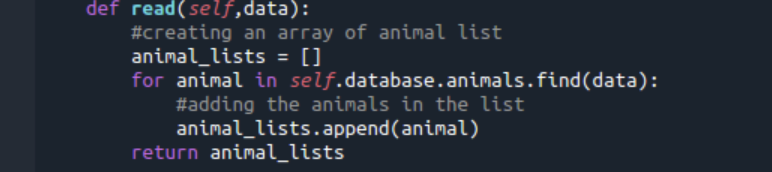 def read(self,data):
#creating an array of animal list
animal_lists = []
for animal in self.database.animals.find(data):
#adding the animals in the list
animal_lists.append(animal)
return animal_lists